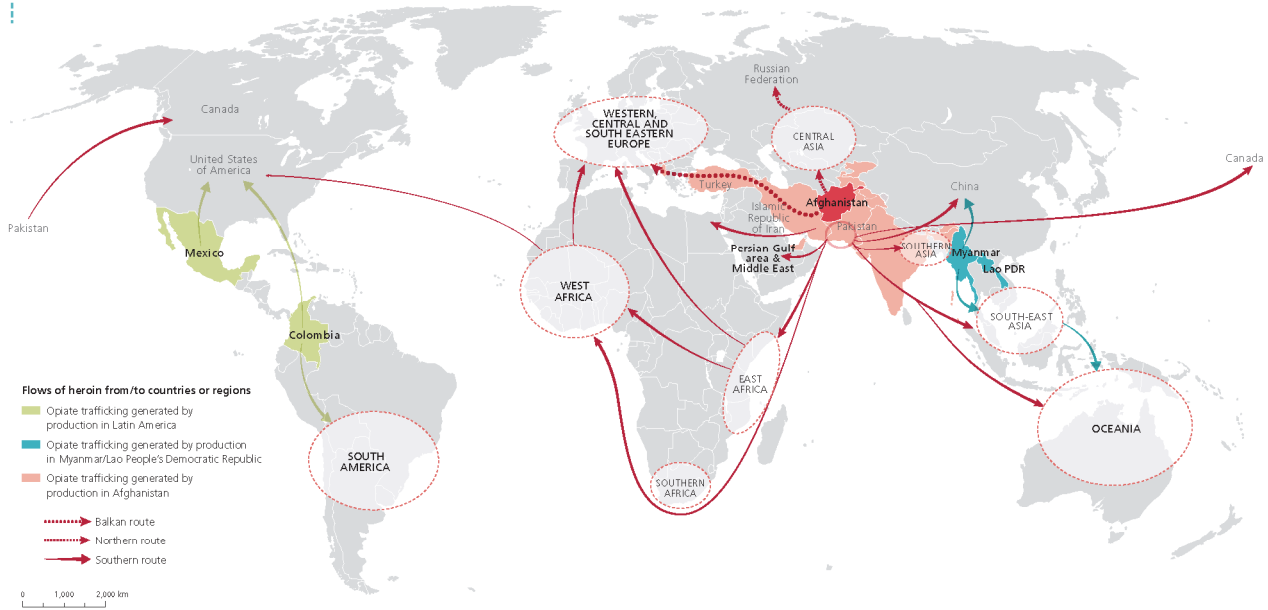 Russian
Federation
Canada
WESTERN,
CENTRAL AND
SOUTH EASTERN
EUROPE
CENTRAL
ASIA
United States
of America
Canada
Turkey
China
Afghanistan
Islamic
Republic
of Iran
Pakistan
Pakistan
Mexico
Persian Gulf
area &
Middle East
SOUTHERN
ASIA
Myanmar
Lao PDR
WEST
AFRICA
SOUTH-EAST
ASIA
Colombia
EAST
AFRICA
OCEANIA
SOUTH
AMERICA
SOUTHERN
AFRICA
Flows of heroin from/to countries or regions
Opiate trafficking generated by
production in Latin America
Opiate trafficking generated by production
in Myanmar/Lao People's Democratic Republic
Opiate trafficking generated by
production in Afghanistan
Balkan route
Northern route
Southern route
0 1,000 2,000 km